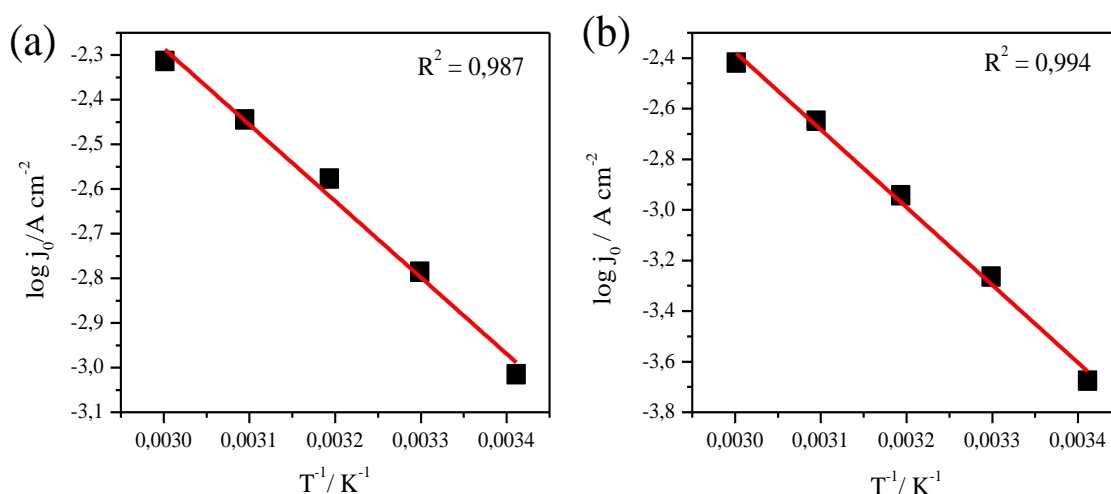 (a)
R² = 0,987
log j₀/A cm⁻²
-2,3
-2,4
-2,5
-2,6
-2,7
-2,8
-2,9
-3,0
-3,1
0,0030 0,0031 0,0032 0,0033 0,0034
T⁻¹/ K⁻¹
(b)
R² = 0,994
log j₀ / A cm⁻²
-2,4
-2,6
-2,8
-3,0
-3,2
-3,4
-3,6
-3,8
0,0030 0,0031 0,0032 0,0033 0,0034
T⁻¹/ K⁻¹